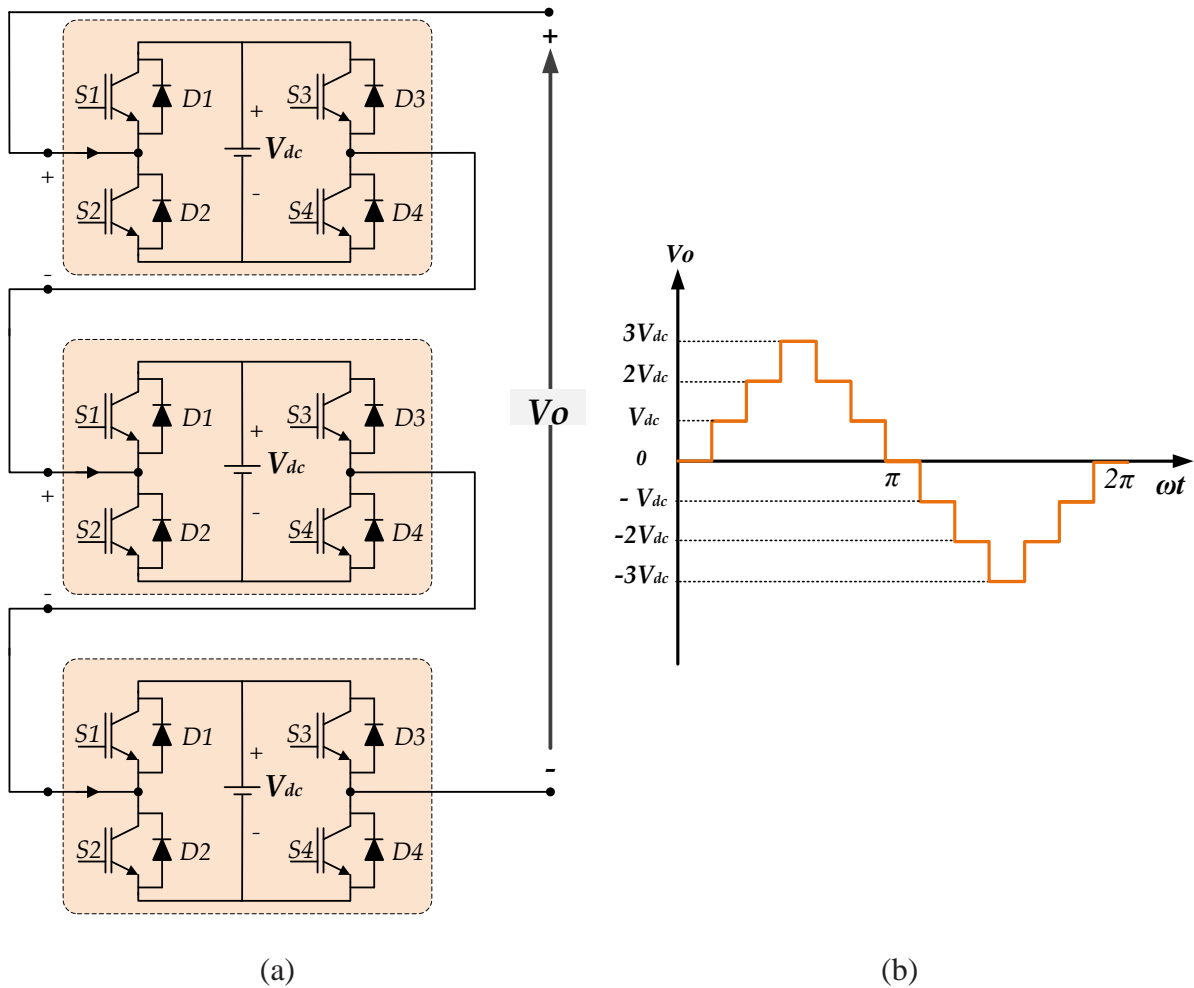 +
S1 D1 + S3 D3
Vdc
+
S2 D2 - S4 D4
-
S1 D1 + S3 D3
Vdc
+
S2 D2 - S4 D4
-
S1 D1 + S3 D3
Vdc
S2 D2 - S4 D4
Vo
-
(a)
Vo
3Vdc
2Vdc
Vdc
0
π 2π
ωt
- Vdc
-2Vdc
-3Vdc
(b)